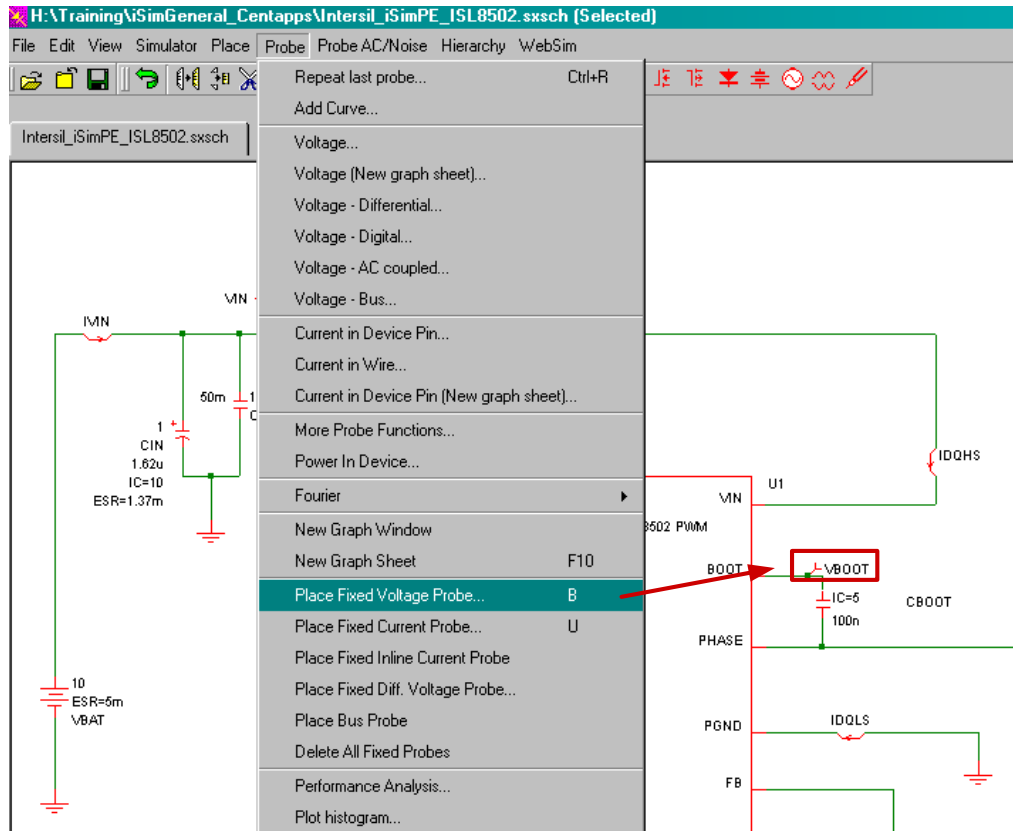 H:\Training\iSimGeneral_Centapps\Intersil_iSimPE_ISL8502.sxsch (Selected)
File Edit View Simulator Place Probe Probe AC/Noise Hierarchy WebSim
Intersil_iSimPE_ISL8502.sxsch
Repeat last probe... Ctrl+R
Add Curve...
Voltage...
Voltage (New graph sheet)...
Voltage - Differential...
Voltage - Digital...
Voltage - AC coupled...
Voltage - Bus...
Current in Device Pin...
Current in Wire...
Current in Device Pin (New graph sheet)...
More Probe Functions...
Power In Device...
Fourier
New Graph Window
New Graph Sheet F10
Place Fixed Voltage Probe... B
Place Fixed Current Probe... U
Place Fixed Inline Current Probe
Place Fixed Diff. Voltage Probe...
Place Bus Probe
Delete All Fixed Probes
Performance Analysis...
Plot histogram...
VIN
IVIN
50m 1
1
CIN
1.62u
IC=10
ESR=1.37m
10
ESR=5m
VBAT
IDQHS
U1
VIN
8502 PWM
BOOT
VBOOT
IC=5
100n
CBOOT
PHASE
PGND
IDQLS
FB